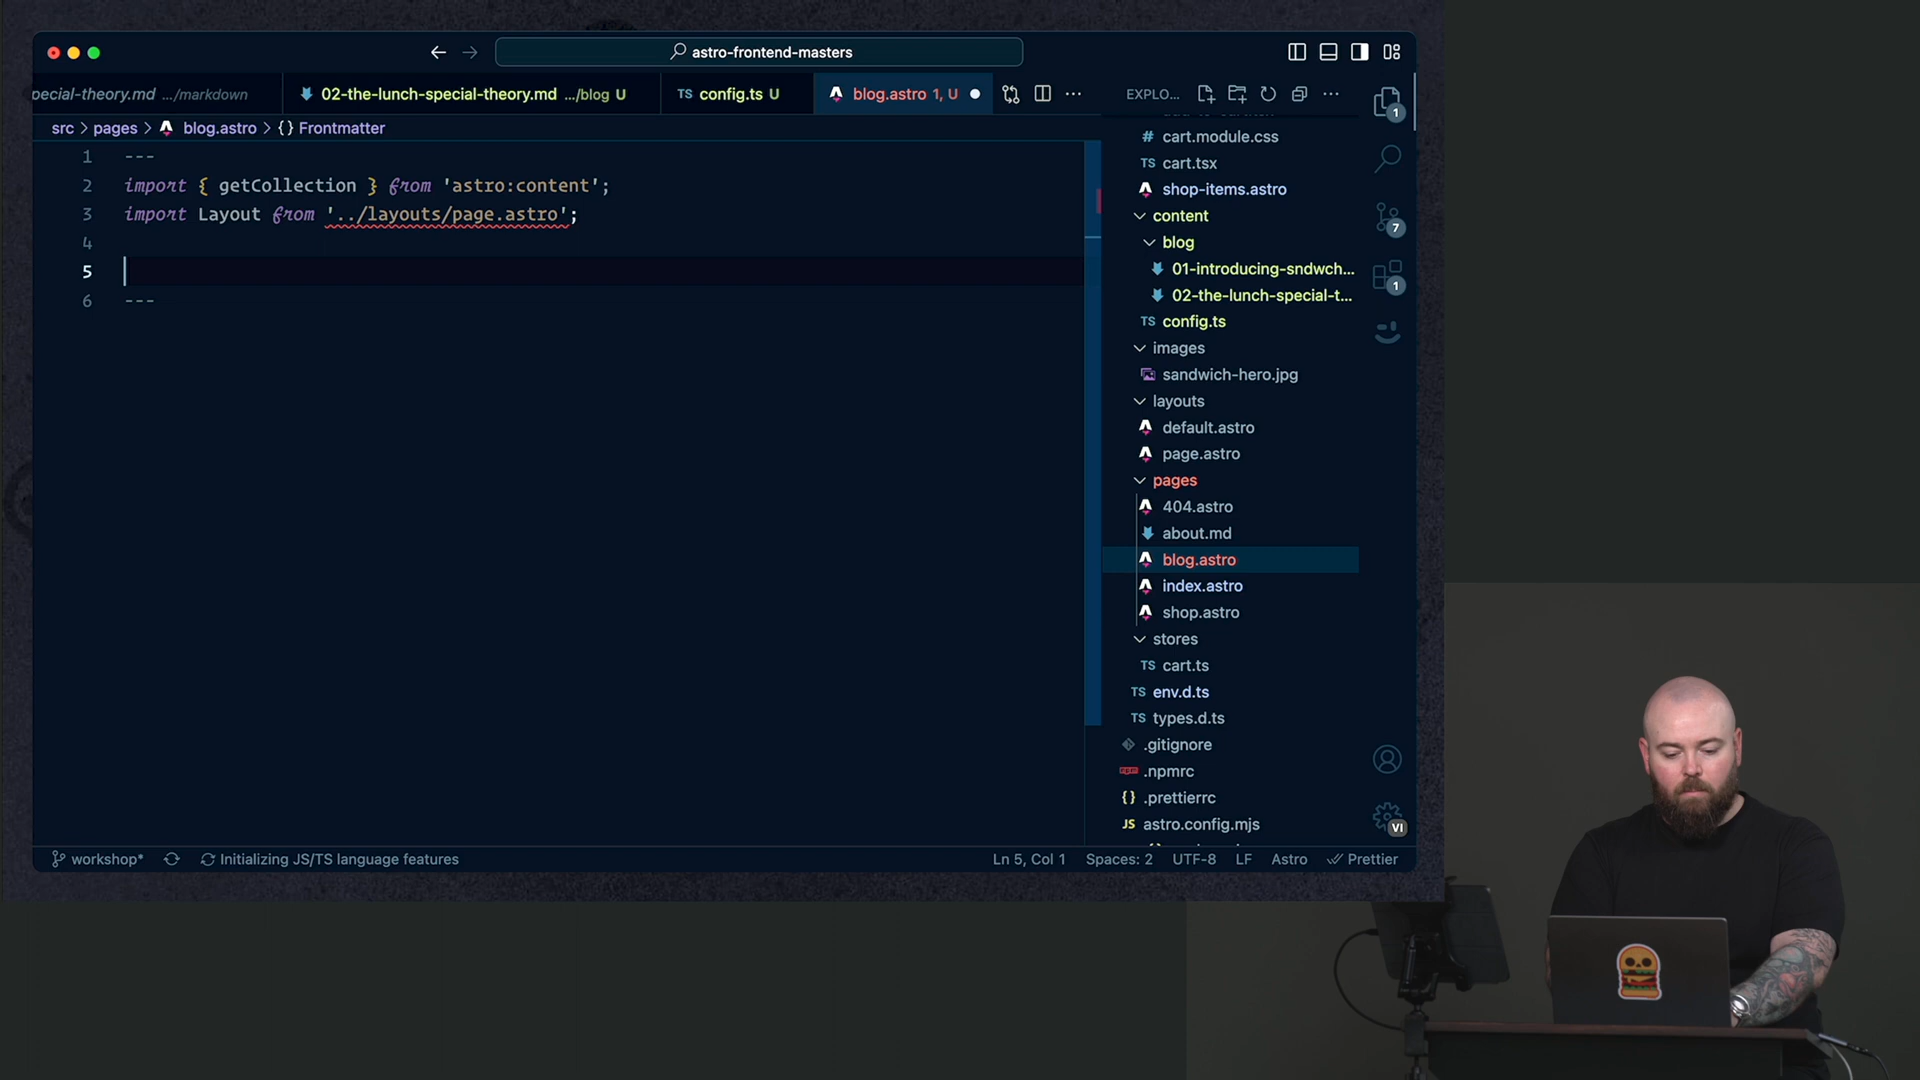 astro-frontend-masters
pecial-theory.md .../markdown
02-the-lunch-special-theory.md .../blog U
TS config.ts U
blog.astro 1, U
EXPLO...
src > pages > blog.astro > {} Frontmatter
1 ---
2 import { getCollection } from 'astro:content';
3 import Layout from '../layouts/page.astro';
4
5
6 ---
# cart.module.css
TS cart.tsx
shop-items.astro
content
blog
01-introducing-sndwch...
02-the-lunch-special-t...
TS config.ts
images
sandwich-hero.jpg
layouts
default.astro
page.astro
pages
404.astro
about.md
blog.astro
index.astro
shop.astro
stores
TS cart.ts
TS env.d.ts
TS types.d.ts
.gitignore
npm .npmrc
{} .prettierrc
JS astro.config.mjs
1
7
1
VI
workshop*
Initializing JS/TS language features
Ln 5, Col 1
Spaces: 2
UTF-8
LF
Astro
Prettier